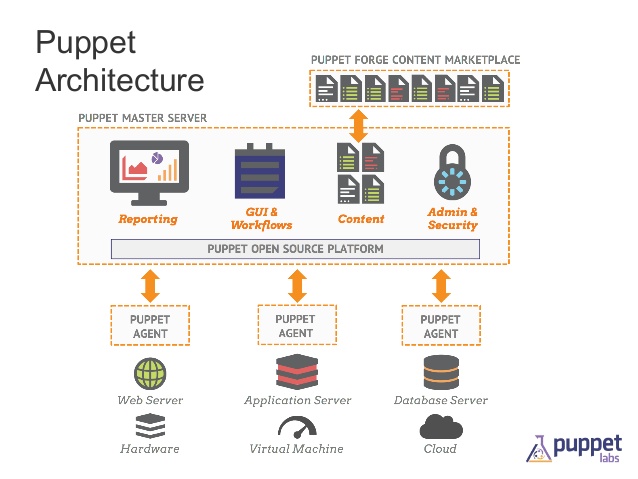 Puppet
Architecture
PUPPET FORGE CONTENT MARKETPLACE
PUPPET MASTER SERVER
Reporting
GUI &
Workflows
Content
Admin &
Security
PUPPET OPEN SOURCE PLATFORM
PUPPET
AGENT
PUPPET
AGENT
PUPPET
AGENT
Web Server
Application Server
Database Server
Hardware
Virtual Machine
Cloud
puppet
labs